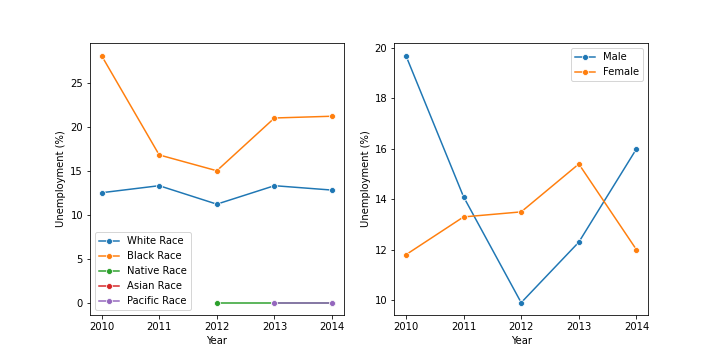 Unemployment (%)
25
20
15
10
5
0
White Race
Black Race
Native Race
Asian Race
Pacific Race
2010 2011 2012 2013 2014
Year
Unemployment (%)
20
18
16
14
12
10
Male
Female
2010 2011 2012 2013 2014
Year